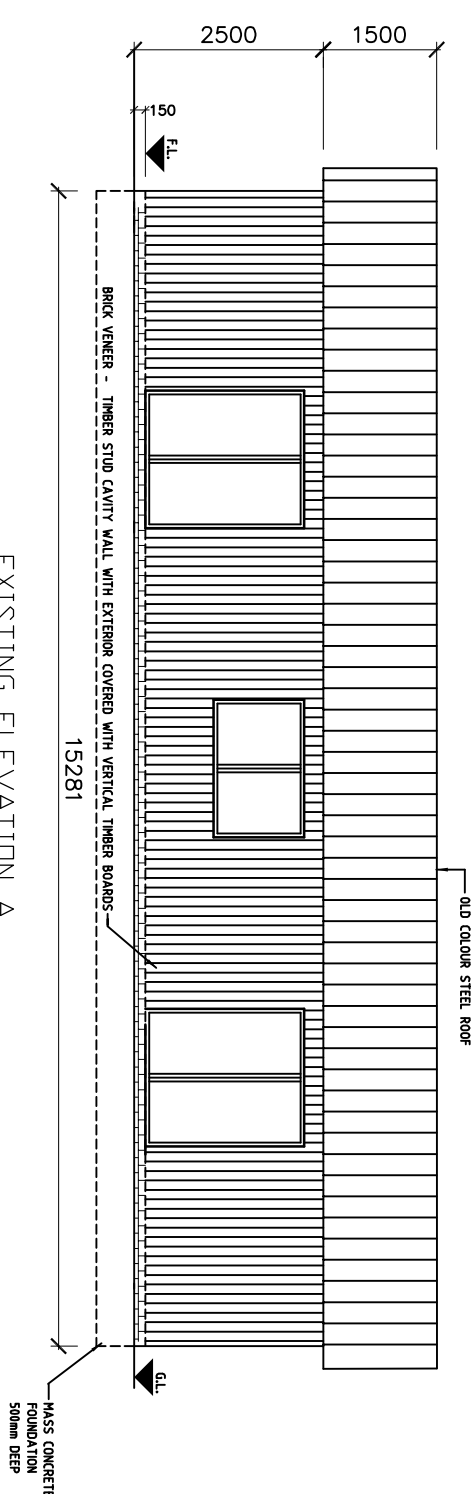 OLD COLOUR STEEL ROOF
1500
2500
150
F.L.
G.L.
BRICK VENEER - TIMBER STUD CAVITY WALL WITH EXTERIOR COVERED WITH VERTICAL TIMBER BOARDS
MASS CONCRETE
FOUNDATION
500mm DEEP
15281
EXISTING ELEVATION A